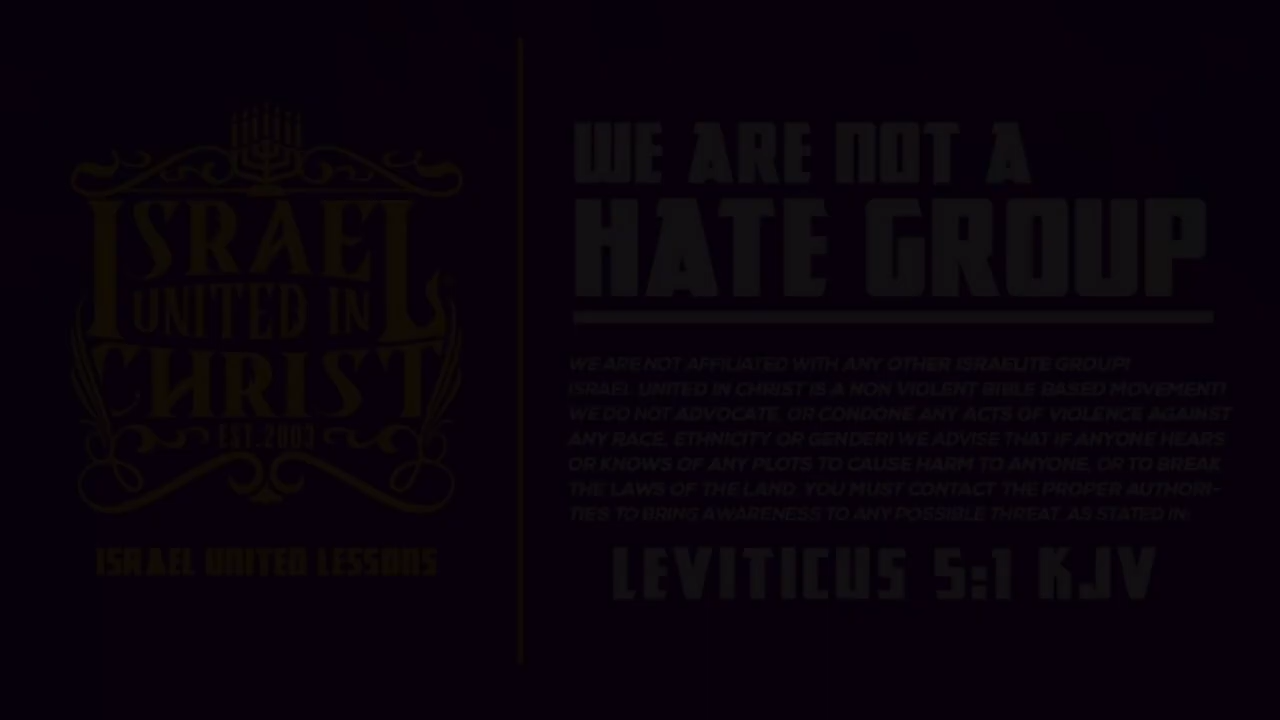 ISRAEL
UNITED IN
CHRIST
EST. 2003
ISRAEL UNITED LESSONS
WE ARE NOT A
HATE GROUP
WE ARE NOT AFFILIATED WITH ANY OTHER ISRAELITE GROUP!
ISRAEL UNITED IN CHRIST IS A NON VIOLENT BIBLE BASED MOVEMENT!
WE DO NOT ADVOCATE, OR CONDONE ANY ACTS OF VIOLENCE AGAINST
ANY RACE, ETHNICITY OR GENDER! WE ADVISE THAT IF ANYONE HEARS
OR KNOWS OF ANY PLOTS TO CAUSE HARM TO ANYONE, OR TO BREAK
THE LAWS OF THE LAND, YOU MUST CONTACT THE PROPER AUTHORI-
TIES TO BRING AWARENESS TO ANY POSSIBLE THREAT. AS STATED IN:
LEVITICUS 5:1 KJV